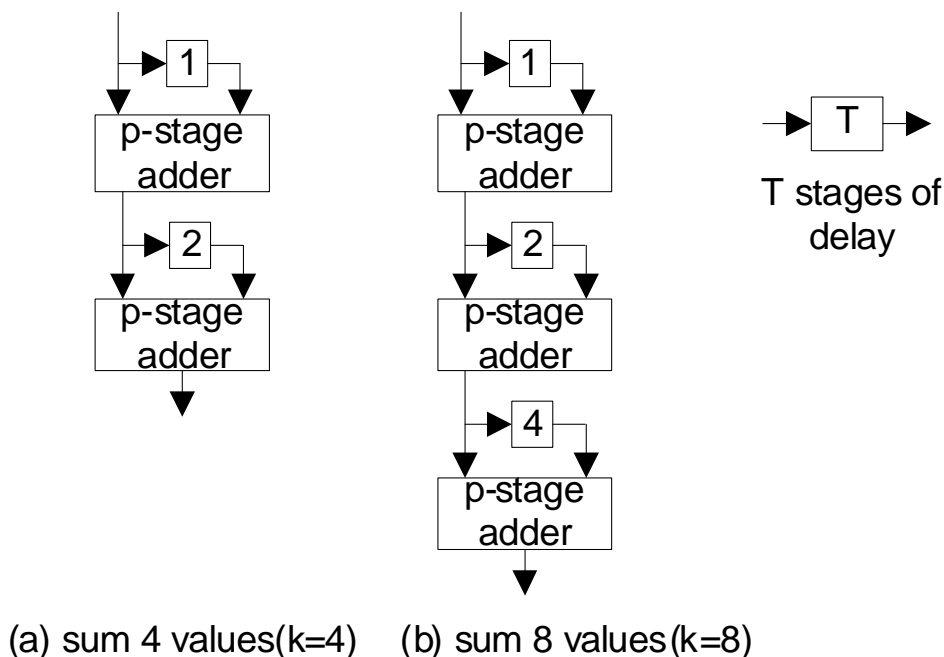 1
p-stage
adder
2
p-stage
adder
1
p-stage
adder
2
p-stage
adder
4
p-stage
adder
T
T stages of
delay
(a) sum 4 values(k=4)
(b) sum 8 values(k=8)